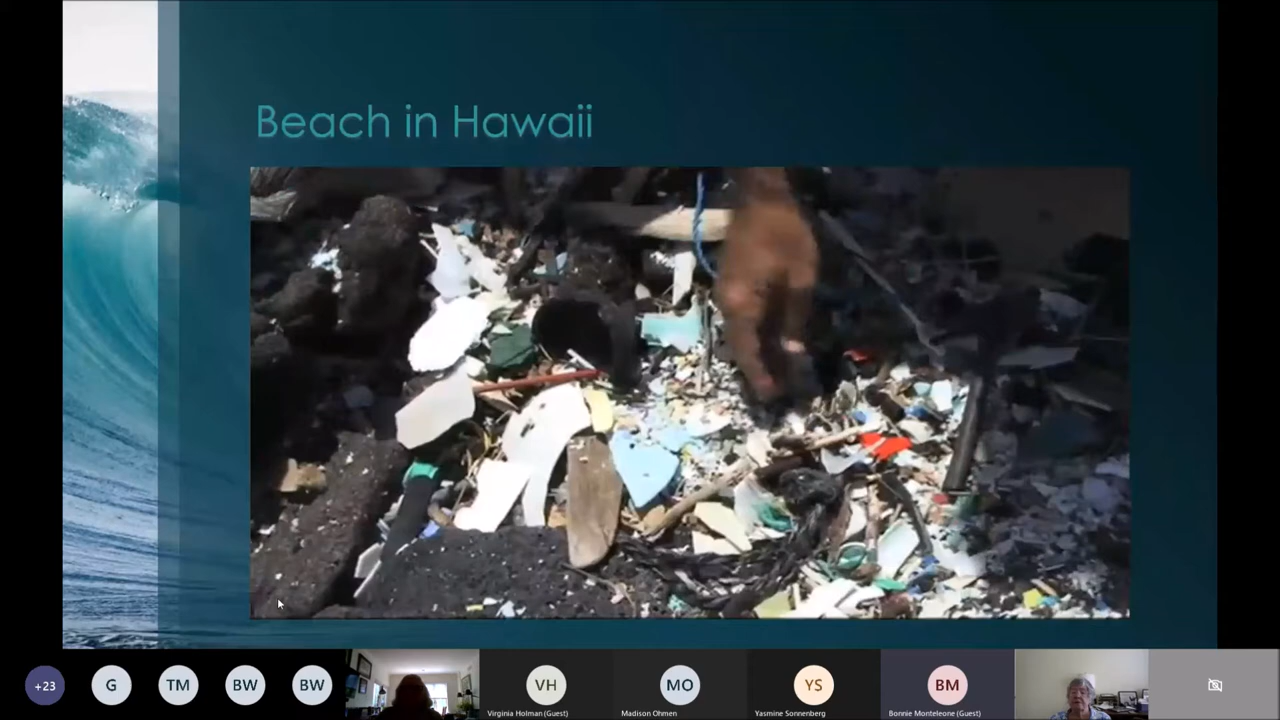 Beach in Hawaii
+23
G
TM
BW
BW
VH
Virginia Holman (Guest)
MO
Madison Ohmen
YS
Yasmine Sonnenberg
BM
Bonnie Monteleone (Guest)